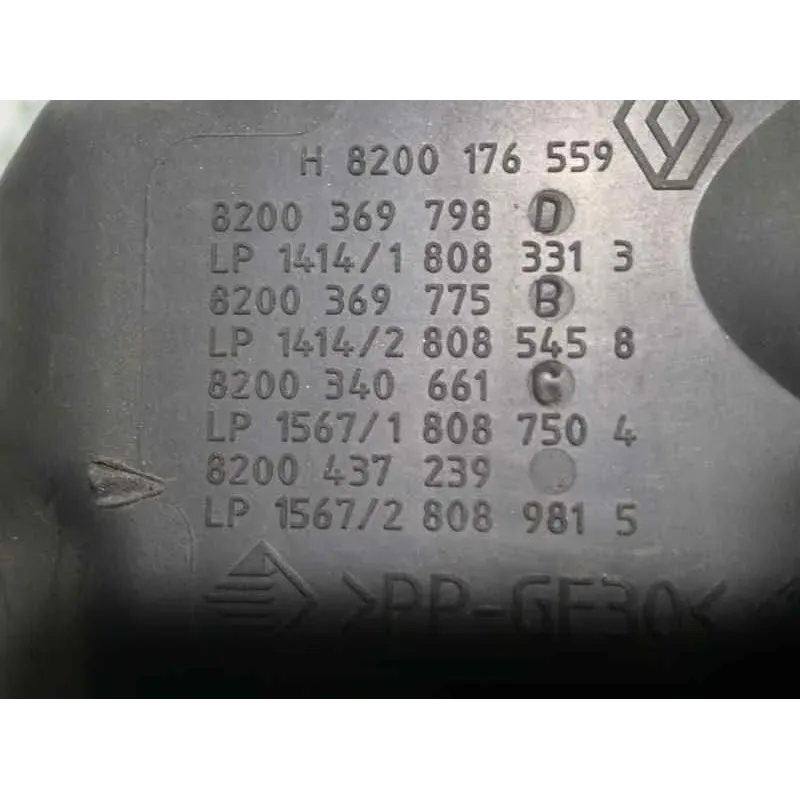 H 8200 176 559
8200 369 798 D
LP 1414/1 808 331 3
8200 369 775 B
LP 1414/2 808 545 8
8200 340 661 C
LP 1567/1 808 750 4
8200 437 239
LP 1567/2 808 981 5
>PP-GF30<